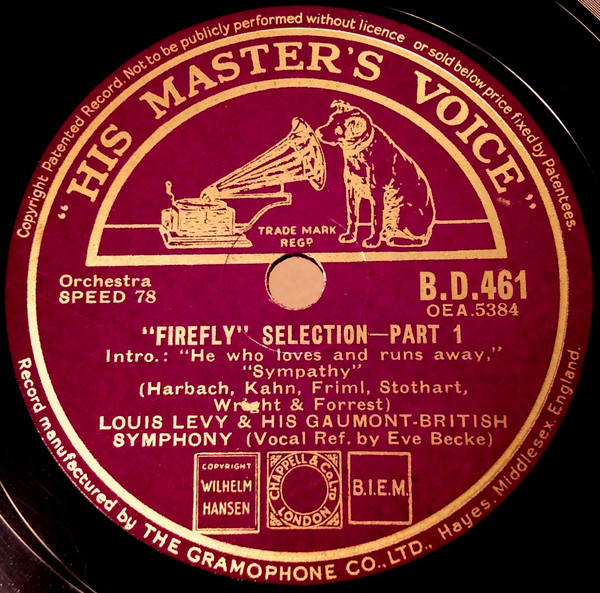 Copyright. Patented Record. Not to be publicly performed without licence or sold below price fixed by Patentees.
"HIS MASTER'S VOICE"
TRADE MARK
REGD
Orchestra
SPEED 78
B.D.461
OEA.5384
"FIREFLY" SELECTION—PART 1
Intro.: "He who loves and runs away,"
"Sympathy"
(Harbach, Kahn, Friml, Stothart,
Wright & Forrest)
LOUIS LEVY & HIS GAUMONT-BRITISH
SYMPHONY (Vocal Ref. by Eve Becke)
COPYRIGHT
WILHELM
HANSEN
CHAPPELL & Co Ltd
LONDON
B.I.E.M.
Record manufactured by THE GRAMOPHONE CO., LTD., Hayes, Middlesex, England.